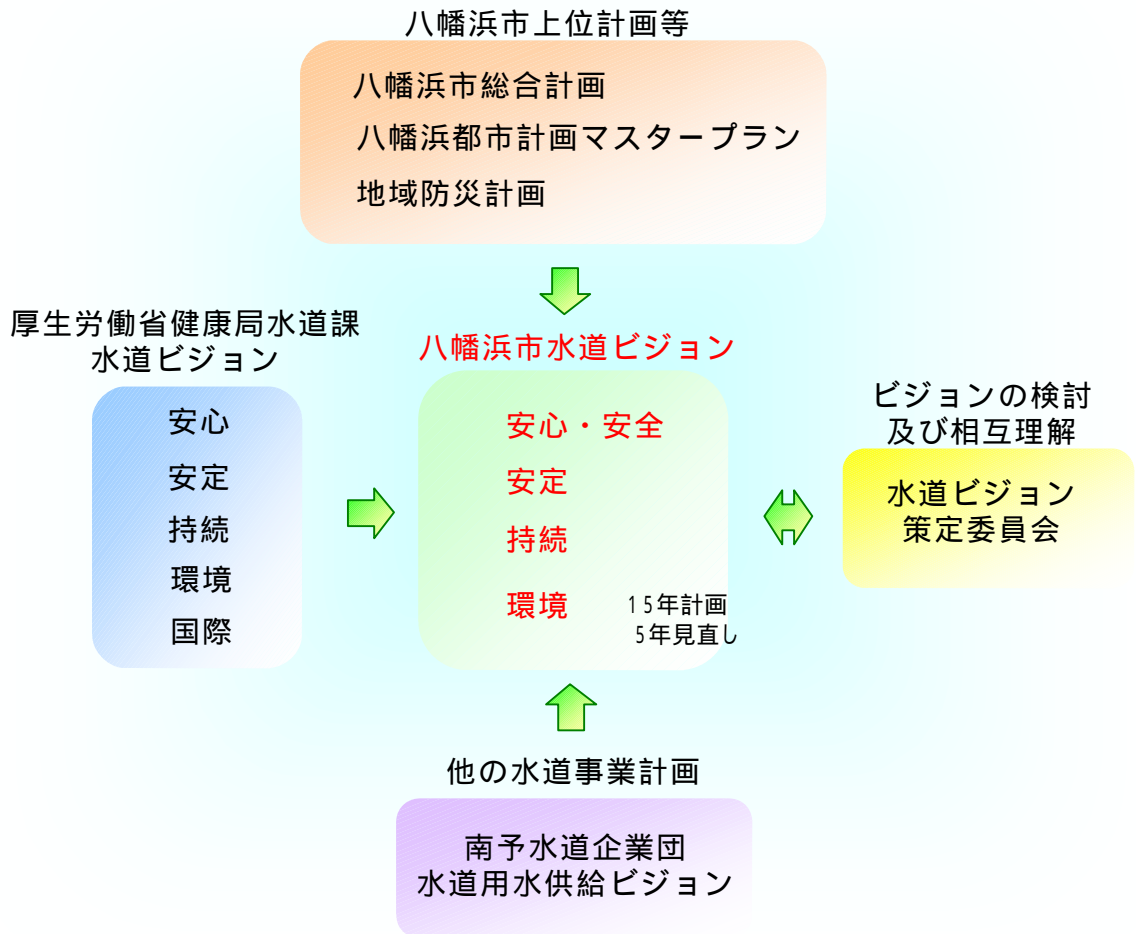 八幡浜市上位計画等
八幡浜市総合計画
八幡浜都市計画マスタープラン
地域防災計画
厚生労働省健康局水道課
水道ビジョン
安心
安定
持続
環境
国際
八幡浜市水道ビジョン
安心・安全
安定
持続
環境
15年計画
5年見直し
ビジョンの検討
及び相互理解
水道ビジョン
策定委員会
他の水道事業計画
南予水道企業団
水道用水供給ビジョン